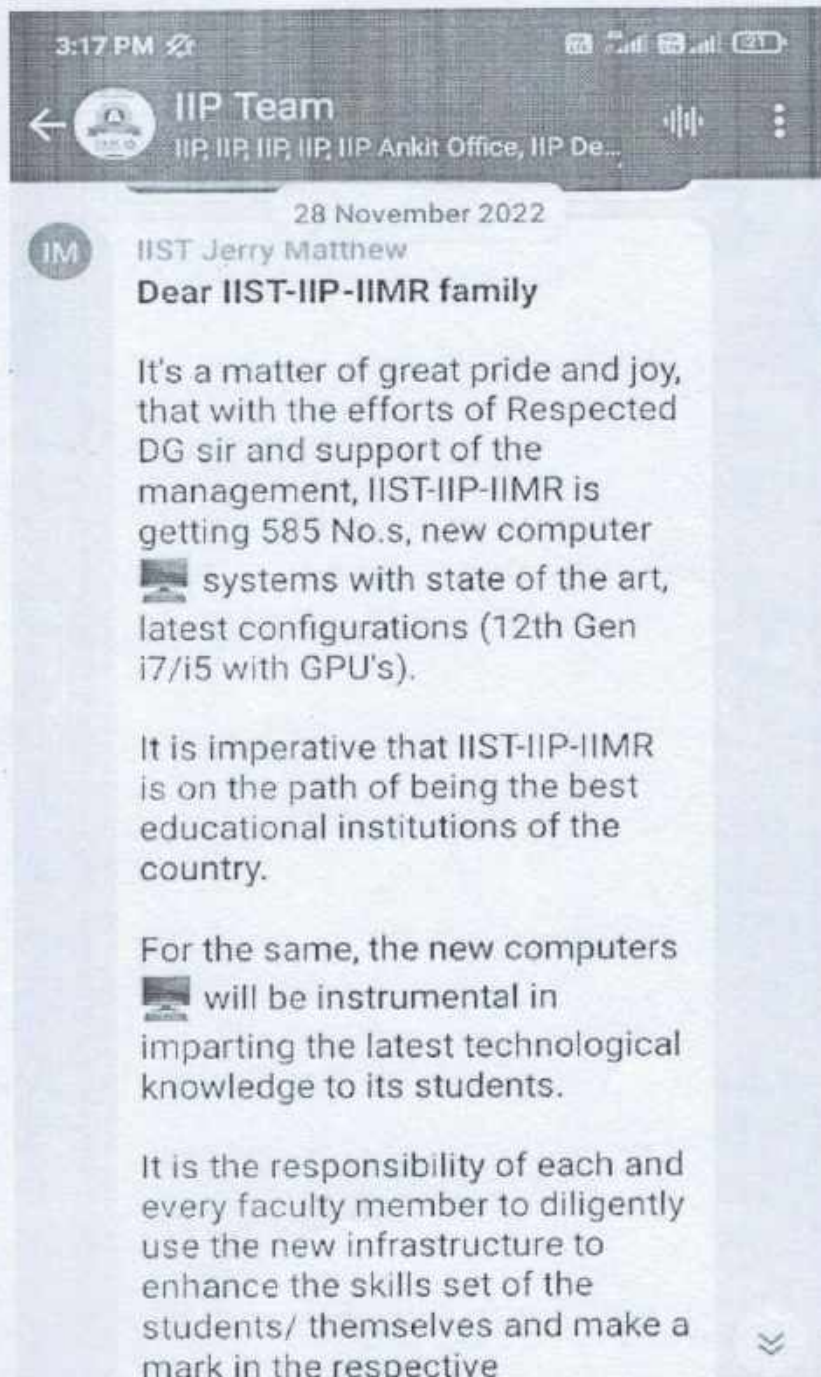 3:17 PM
21
IIP Team
IIP, IIP, IIP, IIP, IIP Ankit Office, IIP De...
28 November 2022
IM
IIST Jerry Matthew
Dear IIST-IIP-IIMR family
It's a matter of great pride and joy,
that with the efforts of Respected
DG sir and support of the
management, IIST-IIP-IIMR is
getting 585 No.s, new computer
systems with state of the art,
latest configurations (12th Gen
i7/i5 with GPU's).
It is imperative that IIST-IIP-IIMR
is on the path of being the best
educational institutions of the
country.
For the same, the new computers
will be instrumental in
imparting the latest technological
knowledge to its students.
It is the responsibility of each and
every faculty member to diligently
use the new infrastructure to
enhance the skills set of the
students/ themselves and make a
mark in the respective